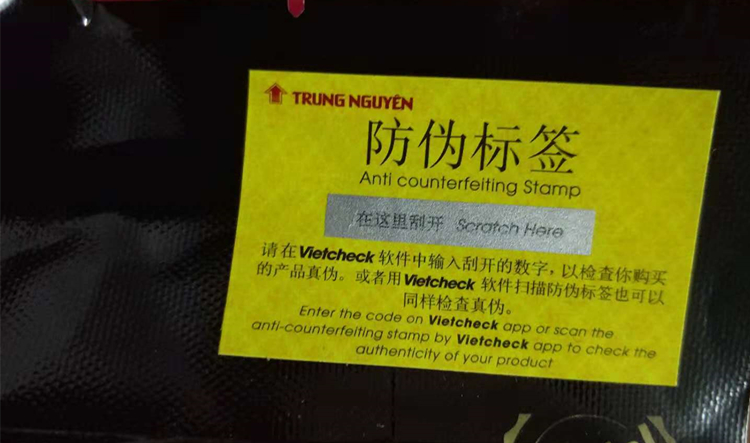 TRUNG NGUYÊN
防伪标签
Anti counterfeiting Stamp
在这里刮开 Scratch Here
请在Vietcheck 软件中输入刮开的数字，以检查你购买
的产品真伪。或者用Vietcheck 软件扫描防伪标签也可以
同样检查真伪。
Enter the code on Vietcheck app or scan the
anti-counterfeiting stamp by Vietcheck app to check the
authenticity of your product